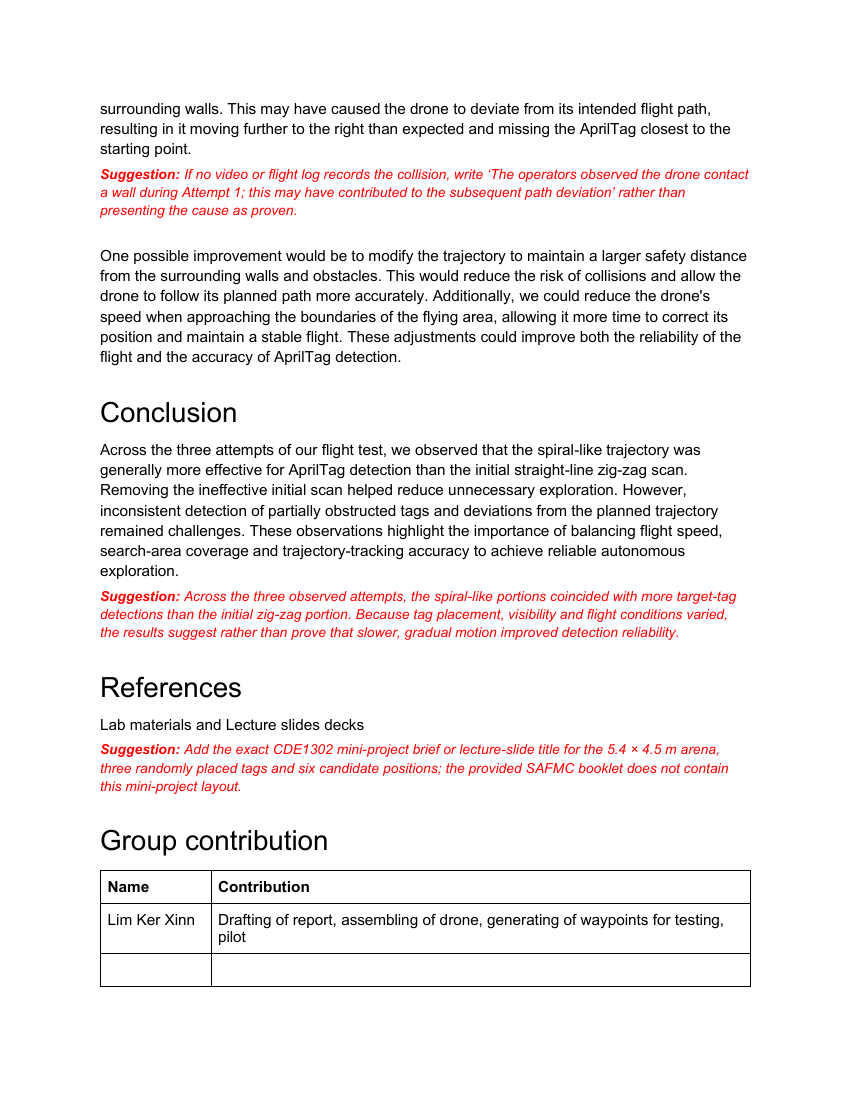 surrounding walls. This may have caused the drone to deviate from its intended flight path,
resulting in it moving further to the right than expected and missing the AprilTag closest to the
starting point.
Suggestion: If no video or flight log records the collision, write ‘The operators observed the drone contact
a wall during Attempt 1; this may have contributed to the subsequent path deviation’ rather than
presenting the cause as proven.
One possible improvement would be to modify the trajectory to maintain a larger safety distance
from the surrounding walls and obstacles. This would reduce the risk of collisions and allow the
drone to follow its planned path more accurately. Additionally, we could reduce the drone's
speed when approaching the boundaries of the flying area, allowing it more time to correct its
position and maintain a stable flight. These adjustments could improve both the reliability of the
flight and the accuracy of AprilTag detection.
Conclusion
Across the three attempts of our flight test, we observed that the spiral-like trajectory was
generally more effective for AprilTag detection than the initial straight-line zig-zag scan.
Removing the ineffective initial scan helped reduce unnecessary exploration. However,
inconsistent detection of partially obstructed tags and deviations from the planned trajectory
remained challenges. These observations highlight the importance of balancing flight speed,
search-area coverage and trajectory-tracking accuracy to achieve reliable autonomous
exploration.
Suggestion: Across the three observed attempts, the spiral-like portions coincided with more target-tag
detections than the initial zig-zag portion. Because tag placement, visibility and flight conditions varied,
the results suggest rather than prove that slower, gradual motion improved detection reliability.
References
Lab materials and Lecture slides decks
Suggestion: Add the exact CDE1302 mini-project brief or lecture-slide title for the 5.4 × 4.5 m arena,
three randomly placed tags and six candidate positions; the provided SAFMC booklet does not contain
this mini-project layout.
Group contribution
Name Contribution
Lim Ker Xinn Drafting of report, assembling of drone, generating of waypoints for testing,
pilot